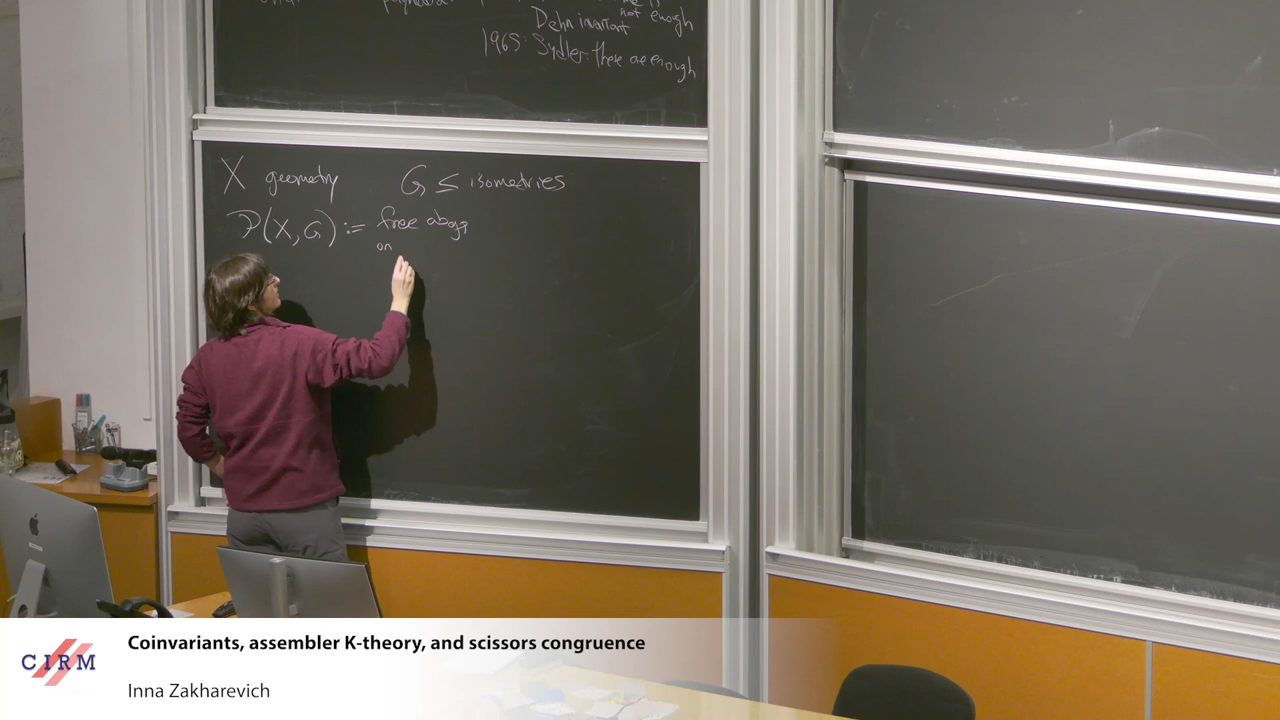 not enough
Dehn invariant
1965: Sydler: there are enough
X geometry G ≤ isometries
P(X, G) := free abgp
on
CIRM
Coinvariants, assembler K-theory, and scissors congruence
Inna Zakharevich